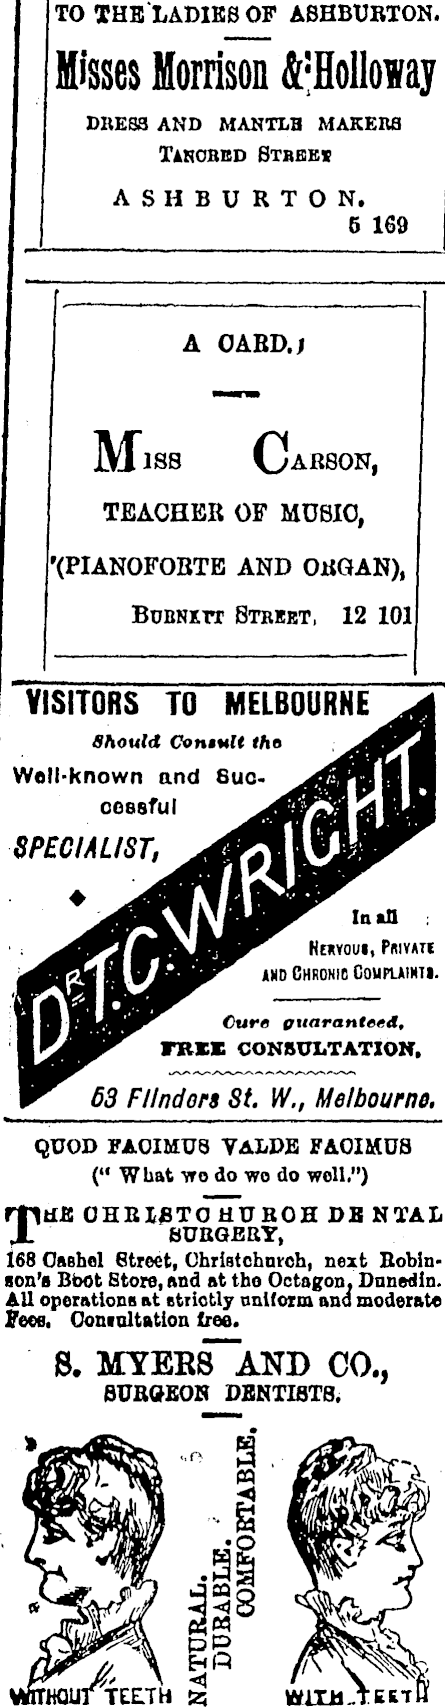 TO THE LADIES OF ASHBURTON.
Misses Morrison & Holloway
DRESS AND MANTLE MAKERS
TANCRED STREET
ASHBURTON.
5 169
A CARD.
MISS CARSON,
TEACHER OF MUSIC,
(PIANOFORTE AND ORGAN),
BURNETT STREET, 12 101
VISITORS TO MELBOURNE
Should Consult the
Well-known and Suc-
cessful
SPECIALIST,
DR. T. C. WRIGHT.
In all
NERVOUS, PRIVATE
AND CHRONIC COMPLAINTS.
Cure guaranteed.
FREE CONSULTATION.
53 Flinders St. W., Melbourne.
QUOD FACIMUS VALDE FACIMUS
(" What we do we do well.")
THE CHRISTCHURCH DENTAL
SURGERY,
168 Cashel Street, Christchurch, next Robin-
son's Boot Store, and at the Octagon, Dunedin.
All operations at strictly uniform and moderate
Fees. Consultation free.
S. MYERS AND CO.,
SURGEON DENTISTS.
NATURAL.
DURABLE.
COMFORTABLE.
WITHOUT TEETH
WITH TEETH